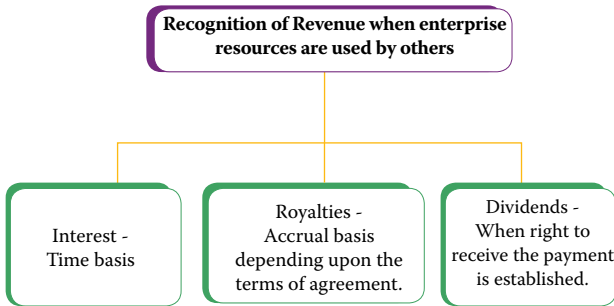 Recognition of Revenue when enterprise
resources are used by others
Interest -
Time basis
Royalties -
Accrual basis
depending upon the
terms of agreement.
Dividends -
When right to
receive the payment
is established.